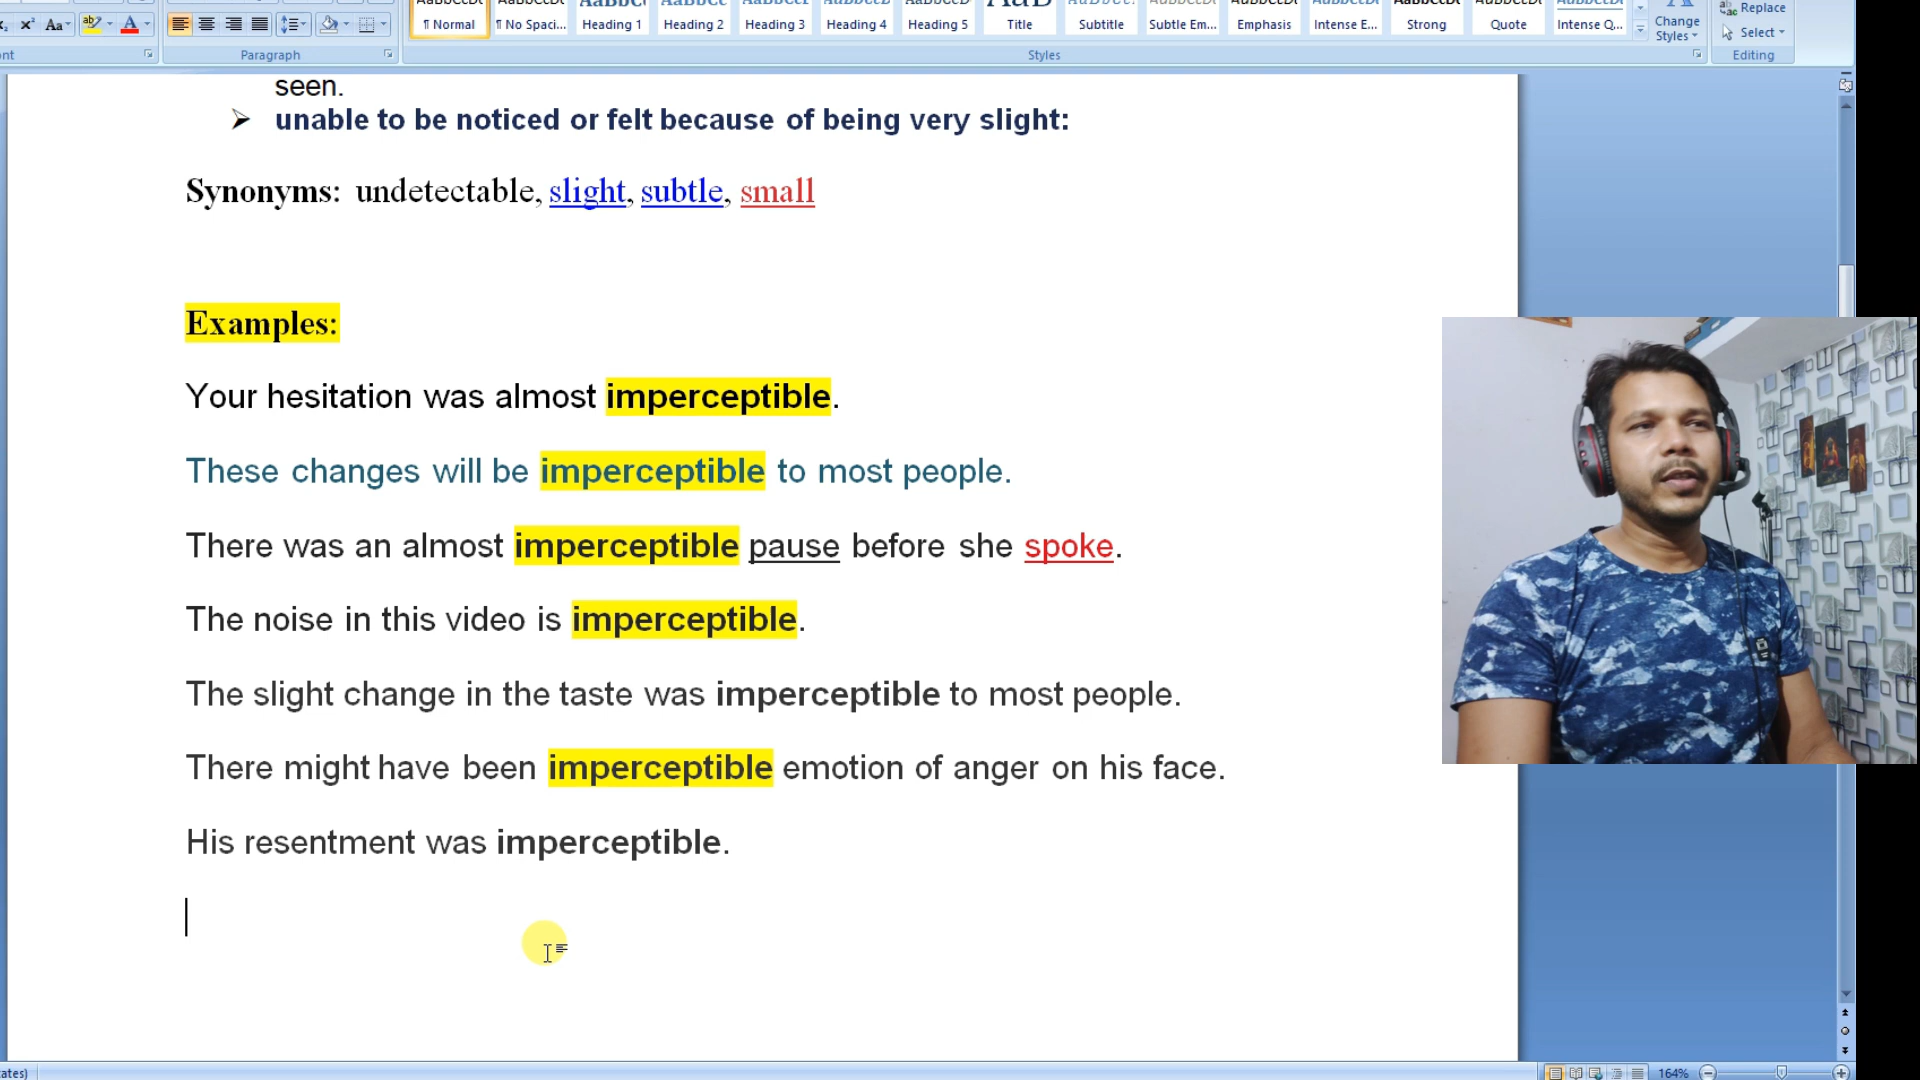 Aa
¶ Normal ¶ No Spaci... Heading 1 Heading 2 Heading 3 Heading 4 Heading 5 Title Subtitle Subtle Em... Emphasis Intense E... Strong Quote Intense Q...
Change
Styles
Replace
Select
Paragraph
Styles
Editing
seen.
➢ unable to be noticed or felt because of being very slight:
Synonyms: undetectable, slight, subtle, small
Examples:
Your hesitation was almost imperceptible.
These changes will be imperceptible to most people.
There was an almost imperceptible pause before she spoke.
The noise in this video is imperceptible.
The slight change in the taste was imperceptible to most people.
There might have been imperceptible emotion of anger on his face.
His resentment was imperceptible.
164%